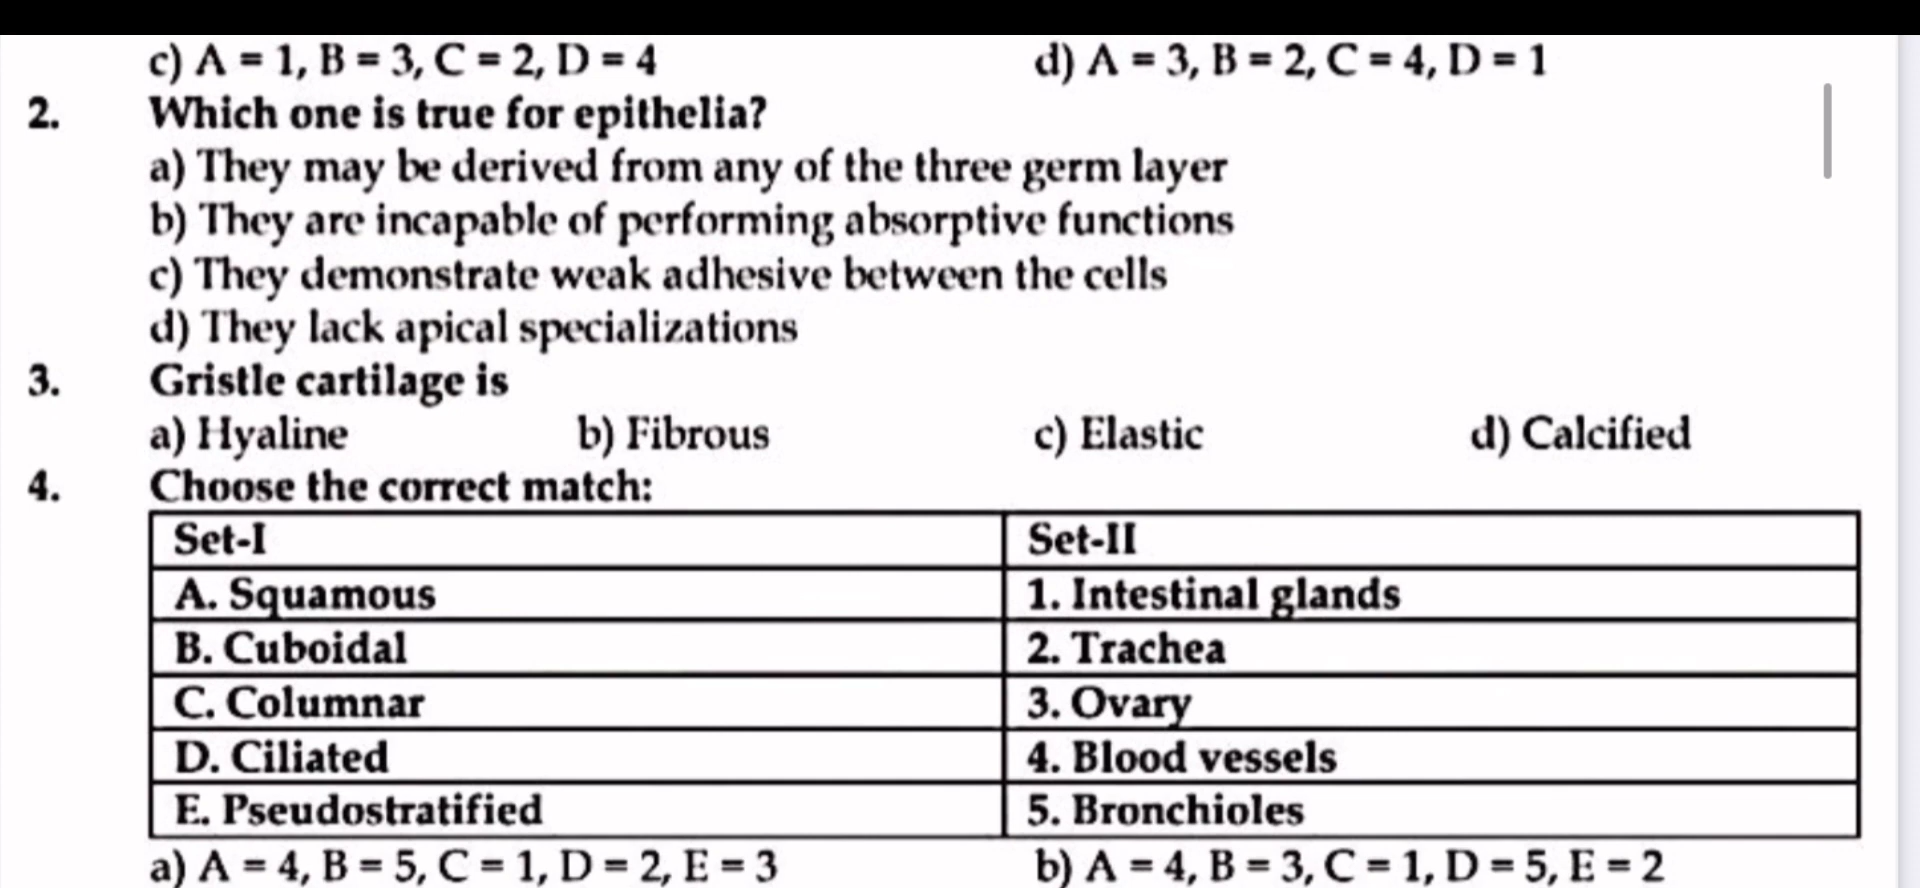 c) A = 1, B = 3, C = 2, D = 4 d) A = 3, B = 2, C = 4, D = 1
2. Which one is true for epithelia?
a) They may be derived from any of the three germ layer
b) They are incapable of performing absorptive functions
c) They demonstrate weak adhesive between the cells
d) They lack apical specializations
3. Gristle cartilage is
a) Hyaline b) Fibrous c) Elastic d) Calcified
4. Choose the correct match:
Set-I Set-II
A. Squamous 1. Intestinal glands
B. Cuboidal 2. Trachea
C. Columnar 3. Ovary
D. Ciliated 4. Blood vessels
E. Pseudostratified 5. Bronchioles
a) A = 4, B = 5, C = 1, D = 2, E = 3 b) A = 4, B = 3, C = 1, D = 5, E = 2